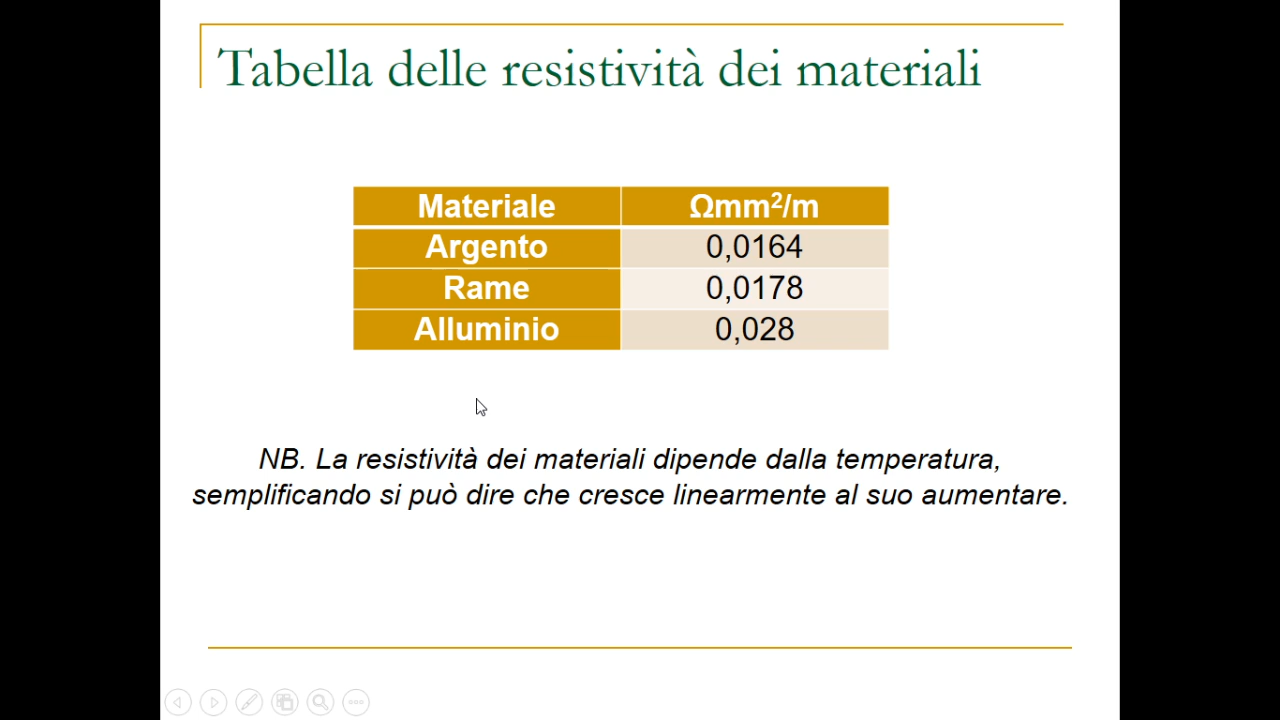 Tabella delle resistività dei materiali
Materiale Ωmm²/m
Argento 0,0164
Rame 0,0178
Alluminio 0,028
NB. La resistività dei materiali dipende dalla temperatura,
semplificando si può dire che cresce linearmente al suo aumentare.